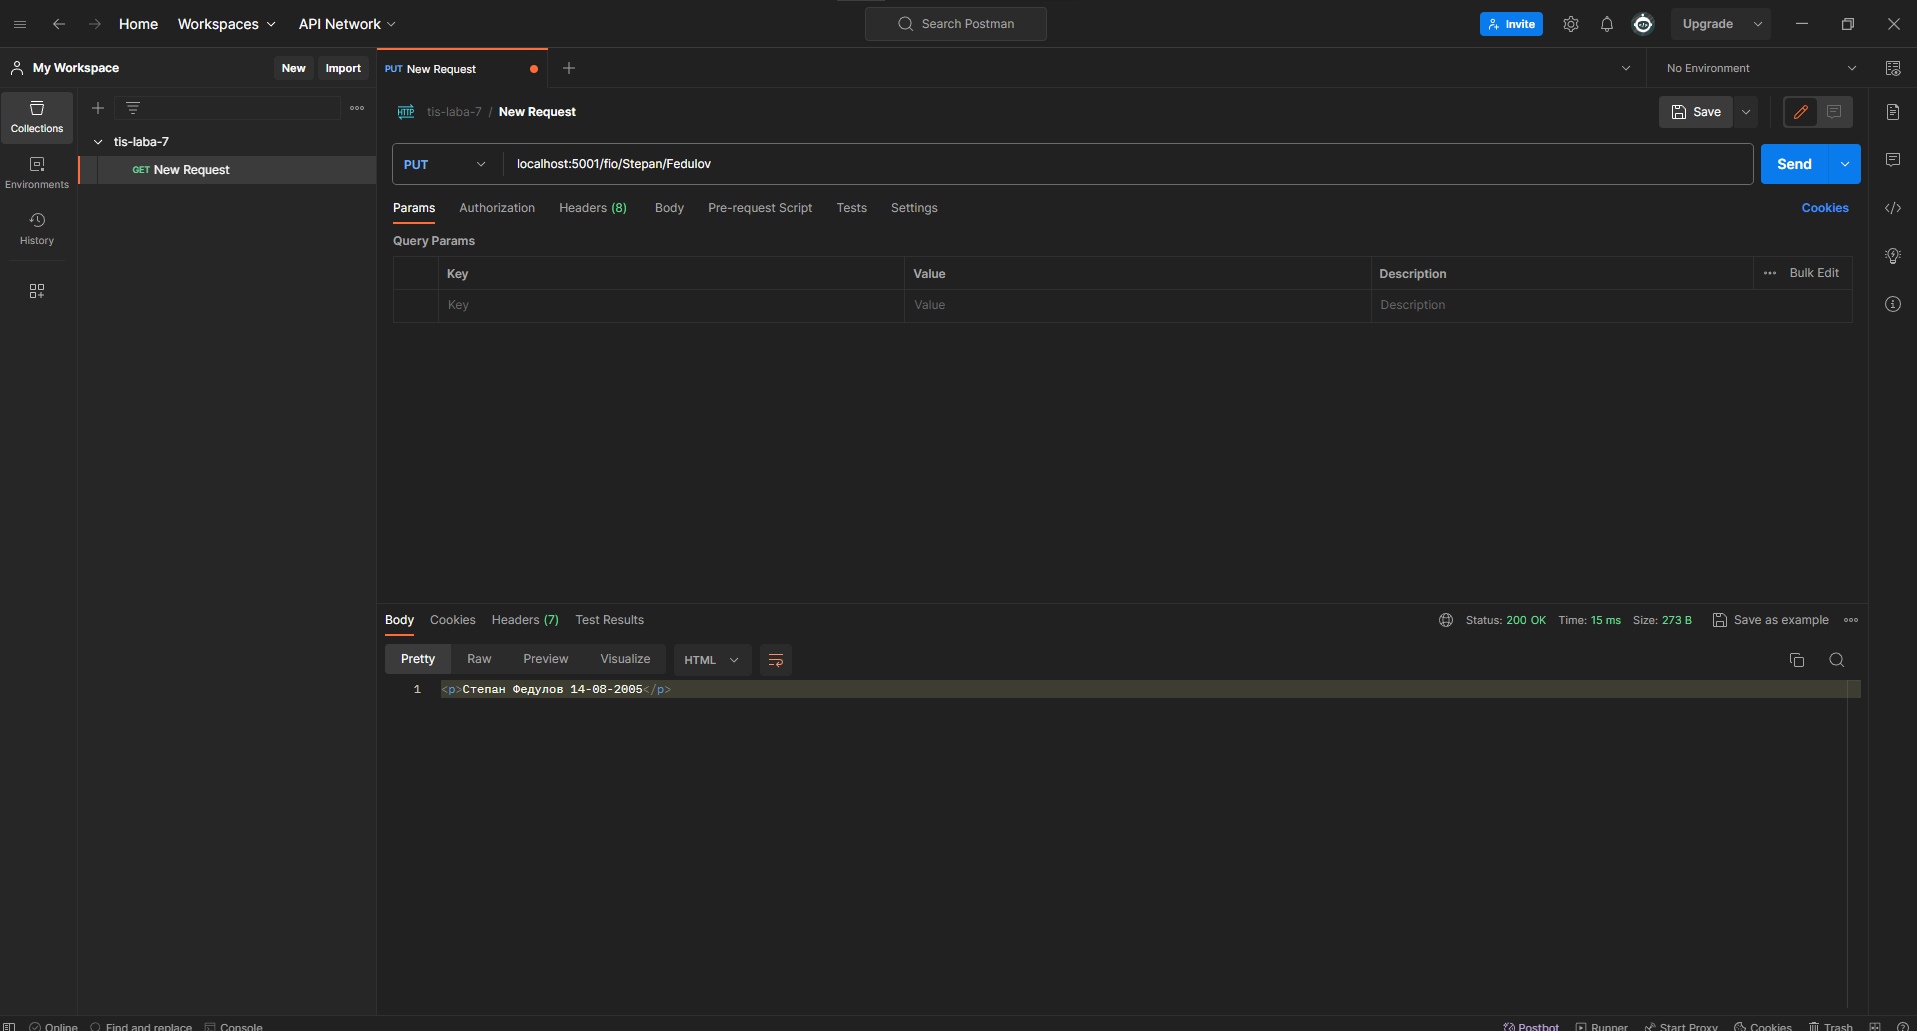 Home Workspaces API Network Search Postman Invite Upgrade
My Workspace New Import PUT New Request No Environment
Collections
Environments
History
tis-laba-7
GET New Request
HTTP tis-laba-7 / New Request Save
PUT localhost:5001/fio/Stepan/Fedulov Send
Params Authorization Headers (8) Body Pre-request Script Tests Settings Cookies
Query Params
Key Value Description Bulk Edit
Key Value Description
Body Cookies Headers (7) Test Results Status: 200 OK Time: 15 ms Size: 273 B Save as example
Pretty Raw Preview Visualize HTML
1 <p>Степан Федулов 14-08-2005</p>
Online Find and replace Console Postbot Runner Start Proxy Cookies Trash